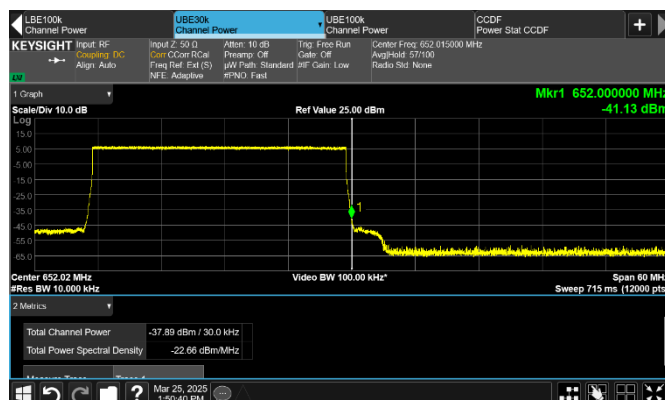 LBE100k
Channel Power
UBE30k
Channel Power
UBE100k
Channel Power
CCDF
Power Stat CCDF
KEYSIGHT
Input: RF
Coupling: DC
Align: Auto
Input Z: 50 Ω
Corr CCorr RCal
Freq Ref: Ext (S)
NFE: Adaptive
Atten: 10 dB
Preamp: Off
µW Path: Standard
#PNO: Fast
Trig: Free Run
Gate: Off
#IF Gain: Low
Center Freq: 652.015000 MHz
Avg|Hold: 57/100
Radio Std: None
1 Graph
Mkr1 652.000000 MHz
Scale/Div 10.0 dB
Ref Value 25.00 dBm
-41.13 dBm
Log
15.0
5.00
-5.00
-15.0
-25.0
-35.0
1
-45.0
-55.0
-65.0
Center 652.02 MHz
Video BW 100.00 kHz*
Span 60 MHz
#Res BW 10.000 kHz
Sweep 715 ms (12000 pts
2 Metrics
Total Channel Power
-37.89 dBm / 30.0 kHz
Total Power Spectral Density
-22.66 dBm/MHz
Mar 25, 2025
1:50:40 PM